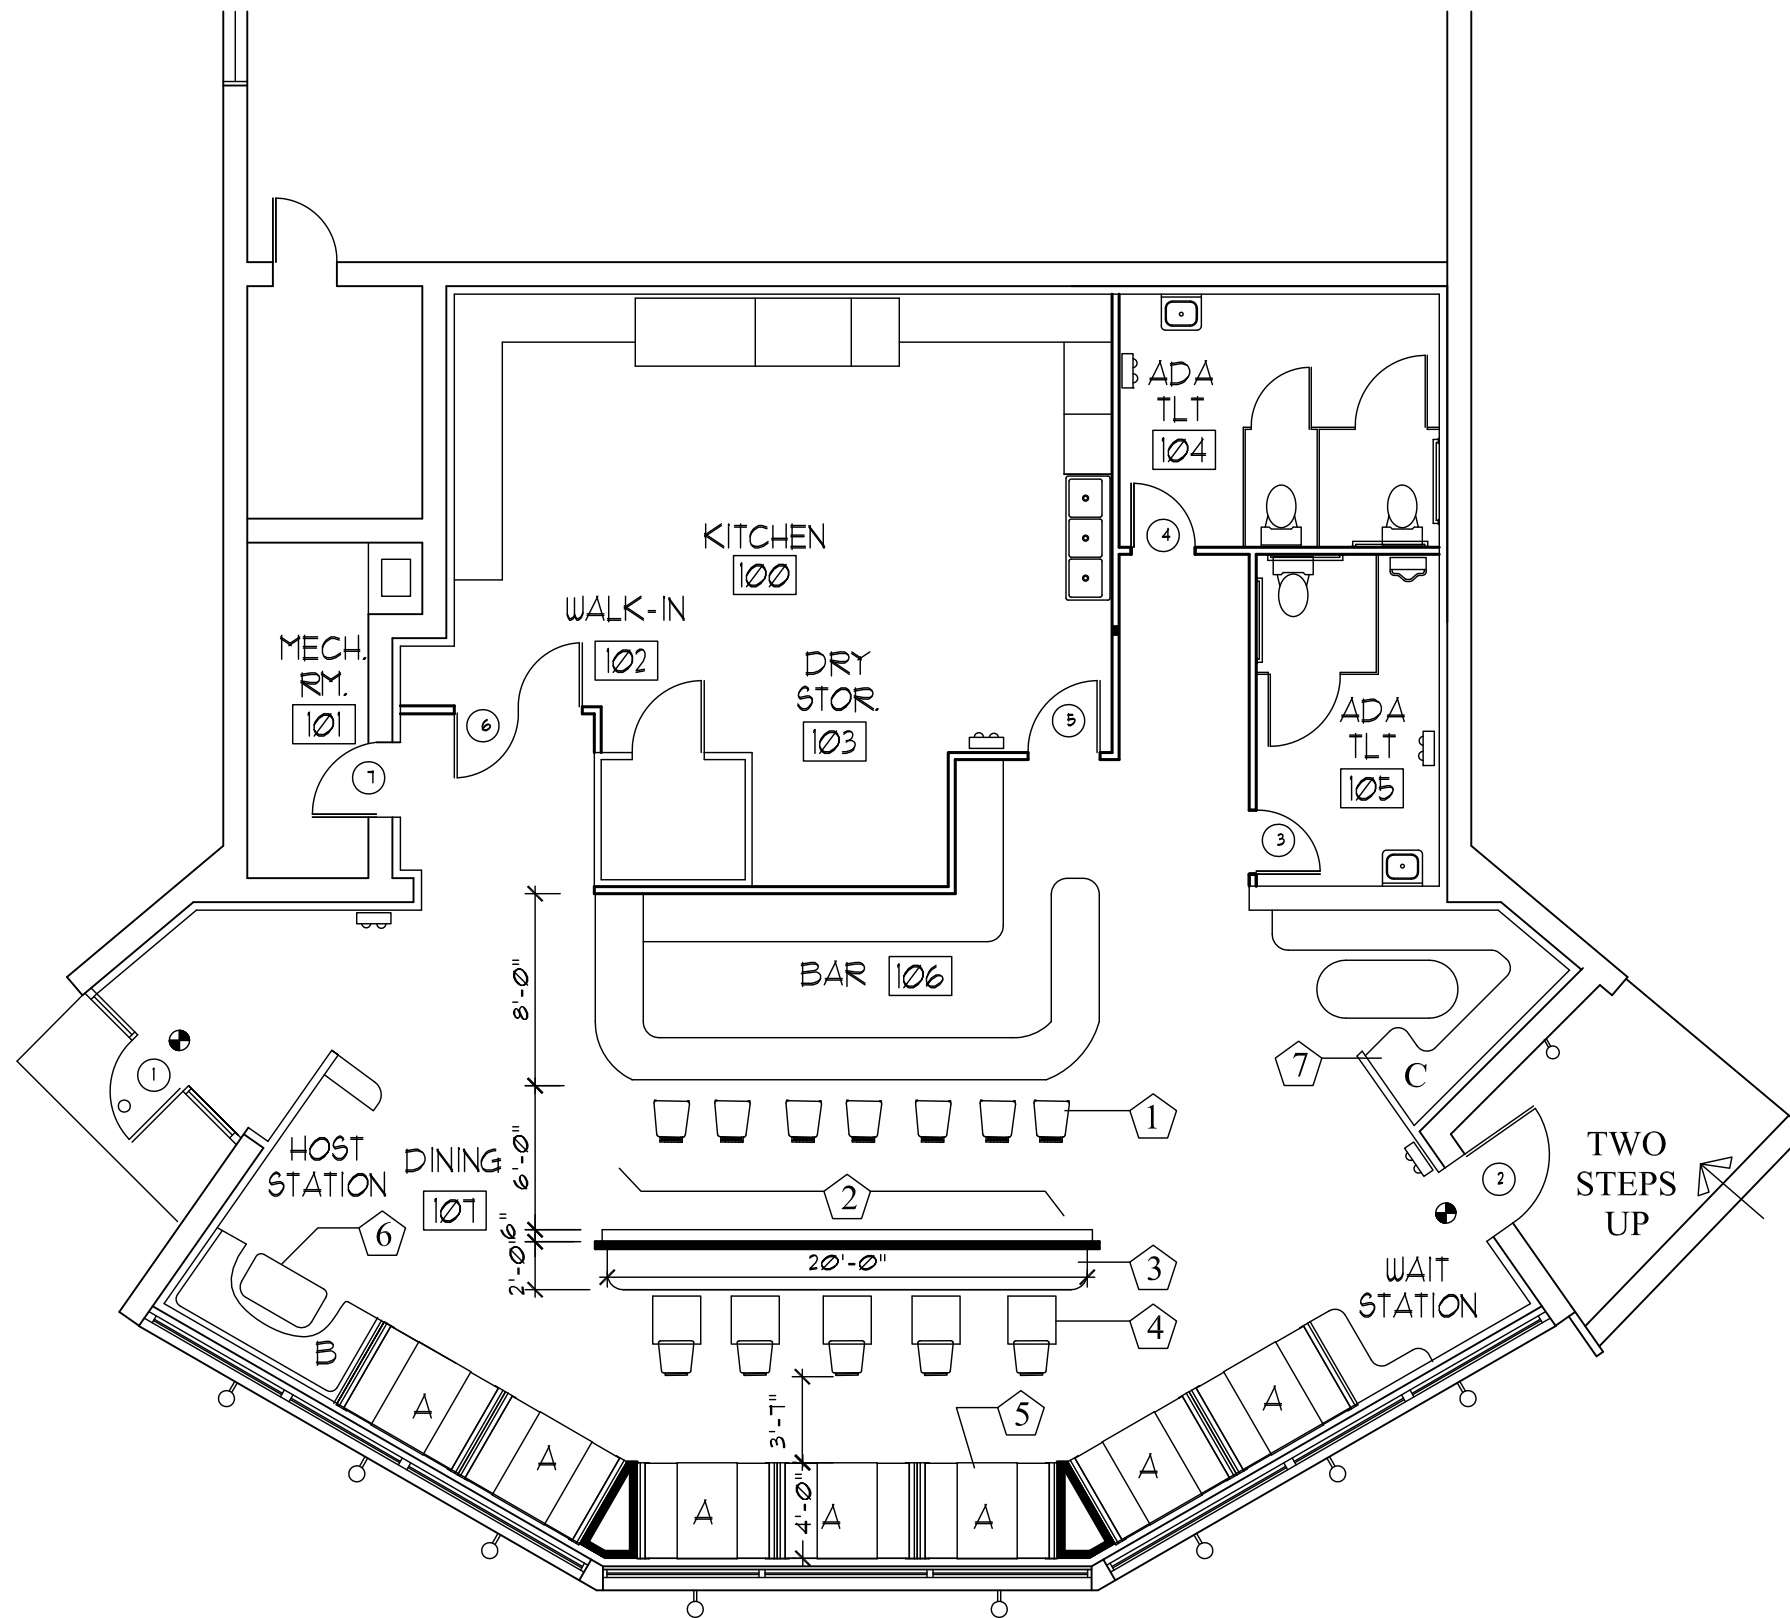 ADA
TLT
104
4
KITCHEN
100
WALK-IN
102
MECH.
RM.
101
DRY
STOR.
103
6
5
7
ADA
TLT
105
3
8'-0"
BAR 106
1
7
C
1
HOST
STATION
DINING
107
6'-0"
2
TWO
STEPS
UP
2
6
6"
2'-0"
20'-0"
3
WAIT
STATION
4
B
3'-7"
5
A
A
A
A
A
A
A
4'-0"